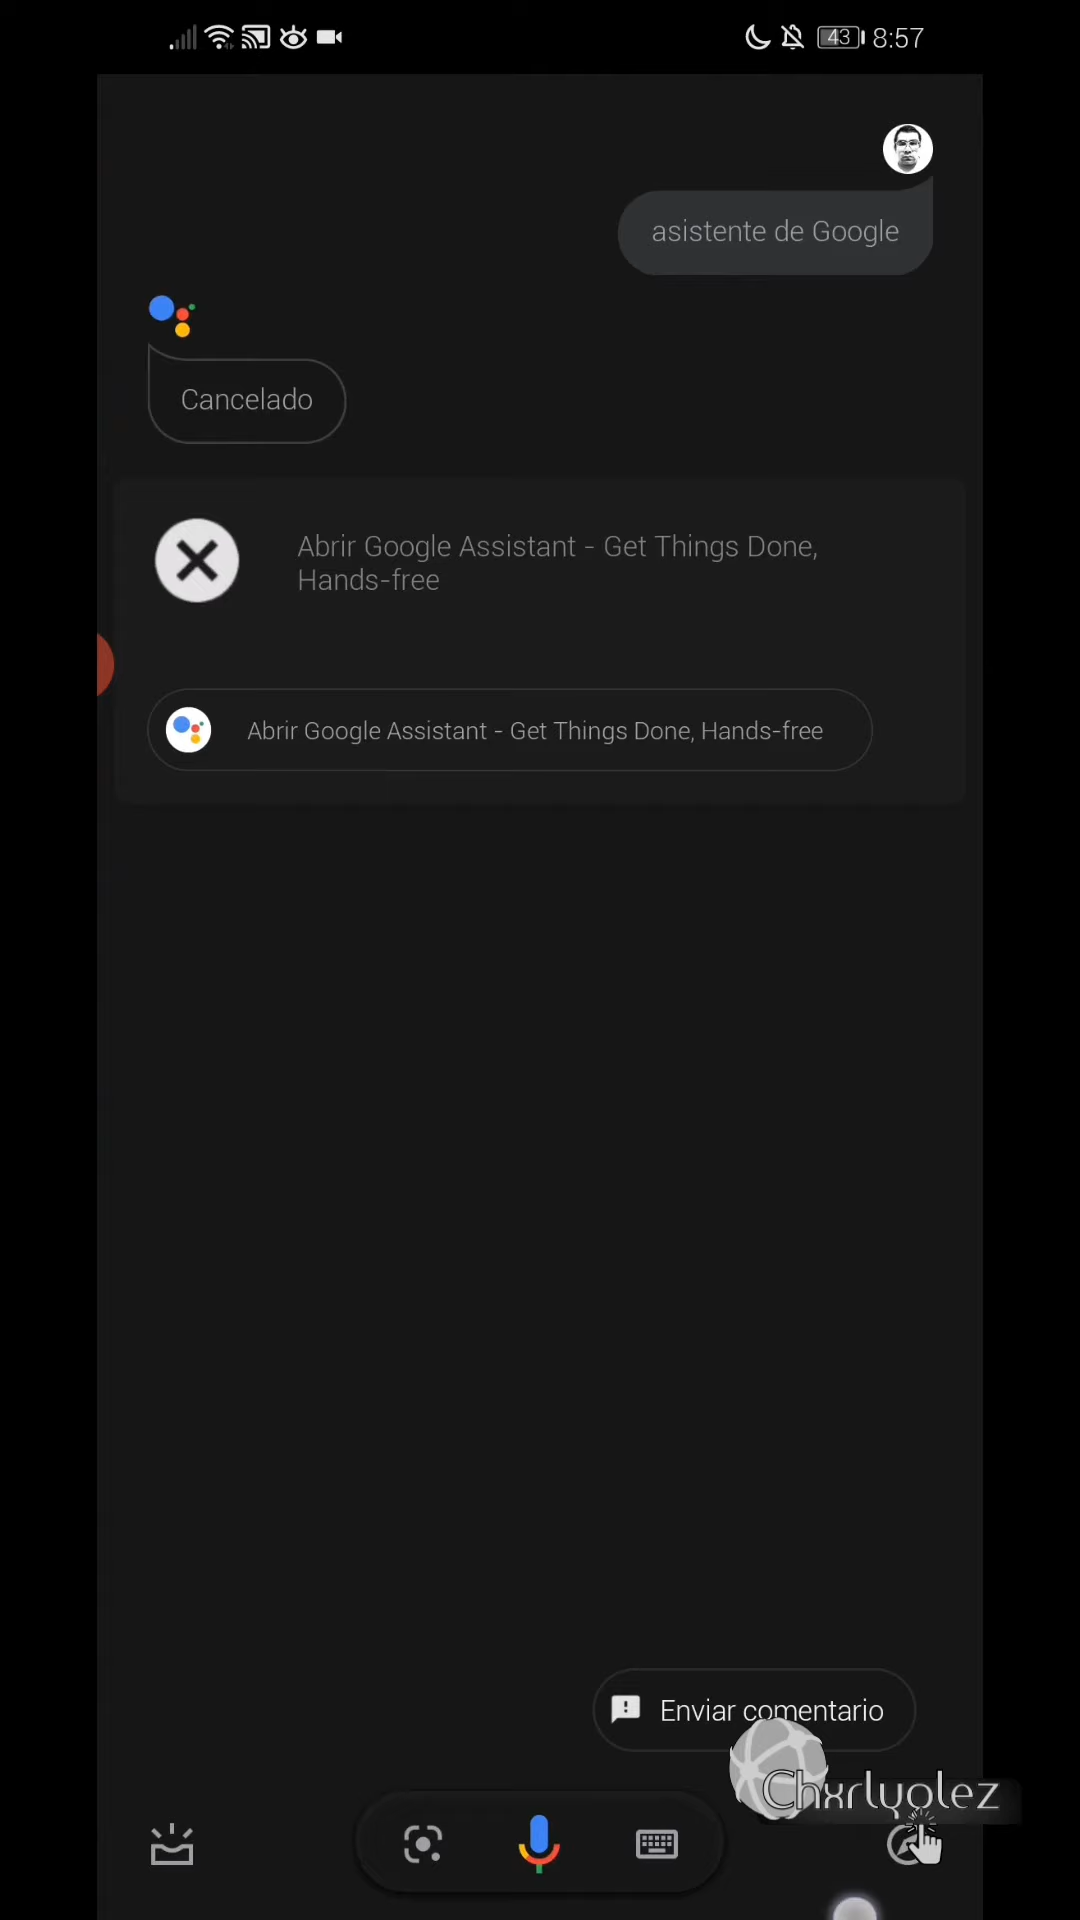 43 8:57
asistente de Google
Cancelado
Abrir Google Assistant - Get Things Done,
Hands-free
Abrir Google Assistant - Get Things Done, Hands-free
Enviar comentario
Chxrlyolez